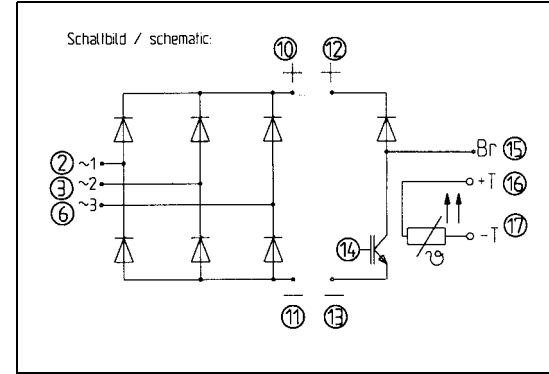 Schaltbild / schematic:
10 12
+ +
2 ~1
3 ~2
6 ~3
Br 15
+T 16
-T 17
14
ϑ
− −
11 13